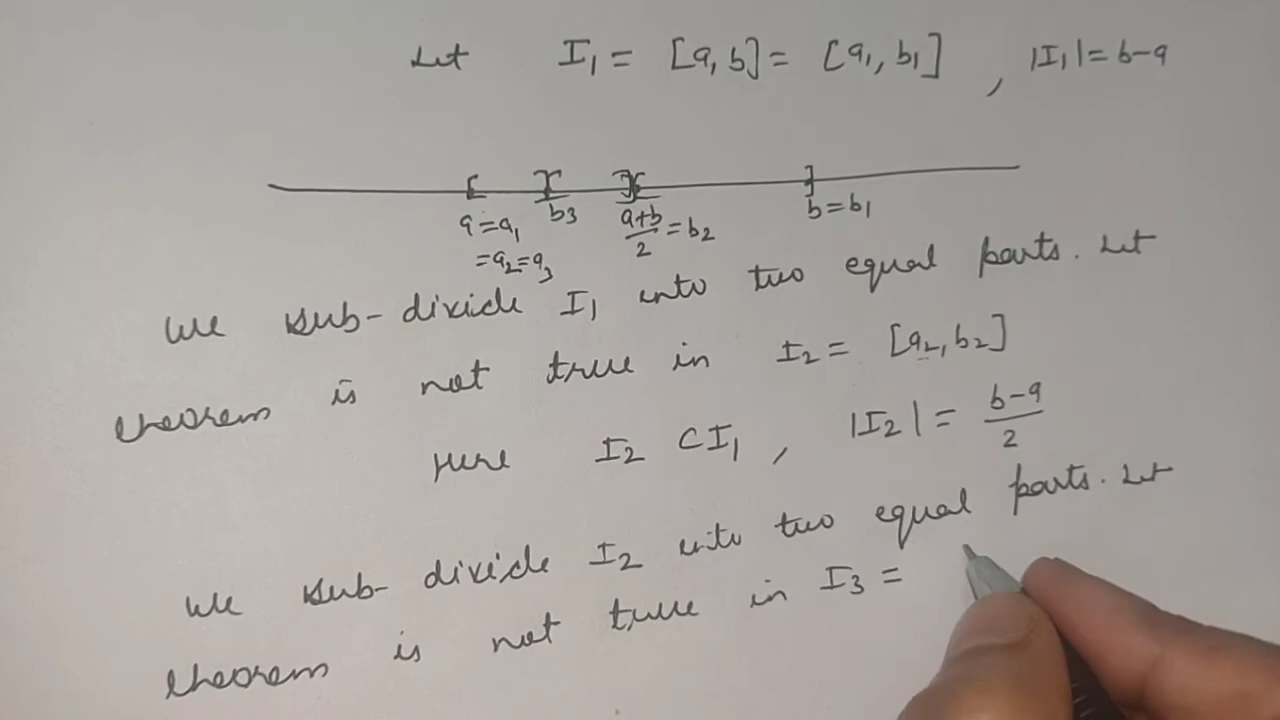 Let I₁ = [a, b] = [a₁, b₁] , |I₁| = b-a
a = a₁ b₃ a+b/2 = b₂ b = b₁
= a₂ = a₃
We sub-divide I₁ into two equal parts. Let
theorem is not true in I₂ = [a₂, b₂]
Here I₂ ⊂ I₁ , |I₂| = b-a/2
We sub-divide I₂ into two equal parts. Let
theorem is not true in I₃ =